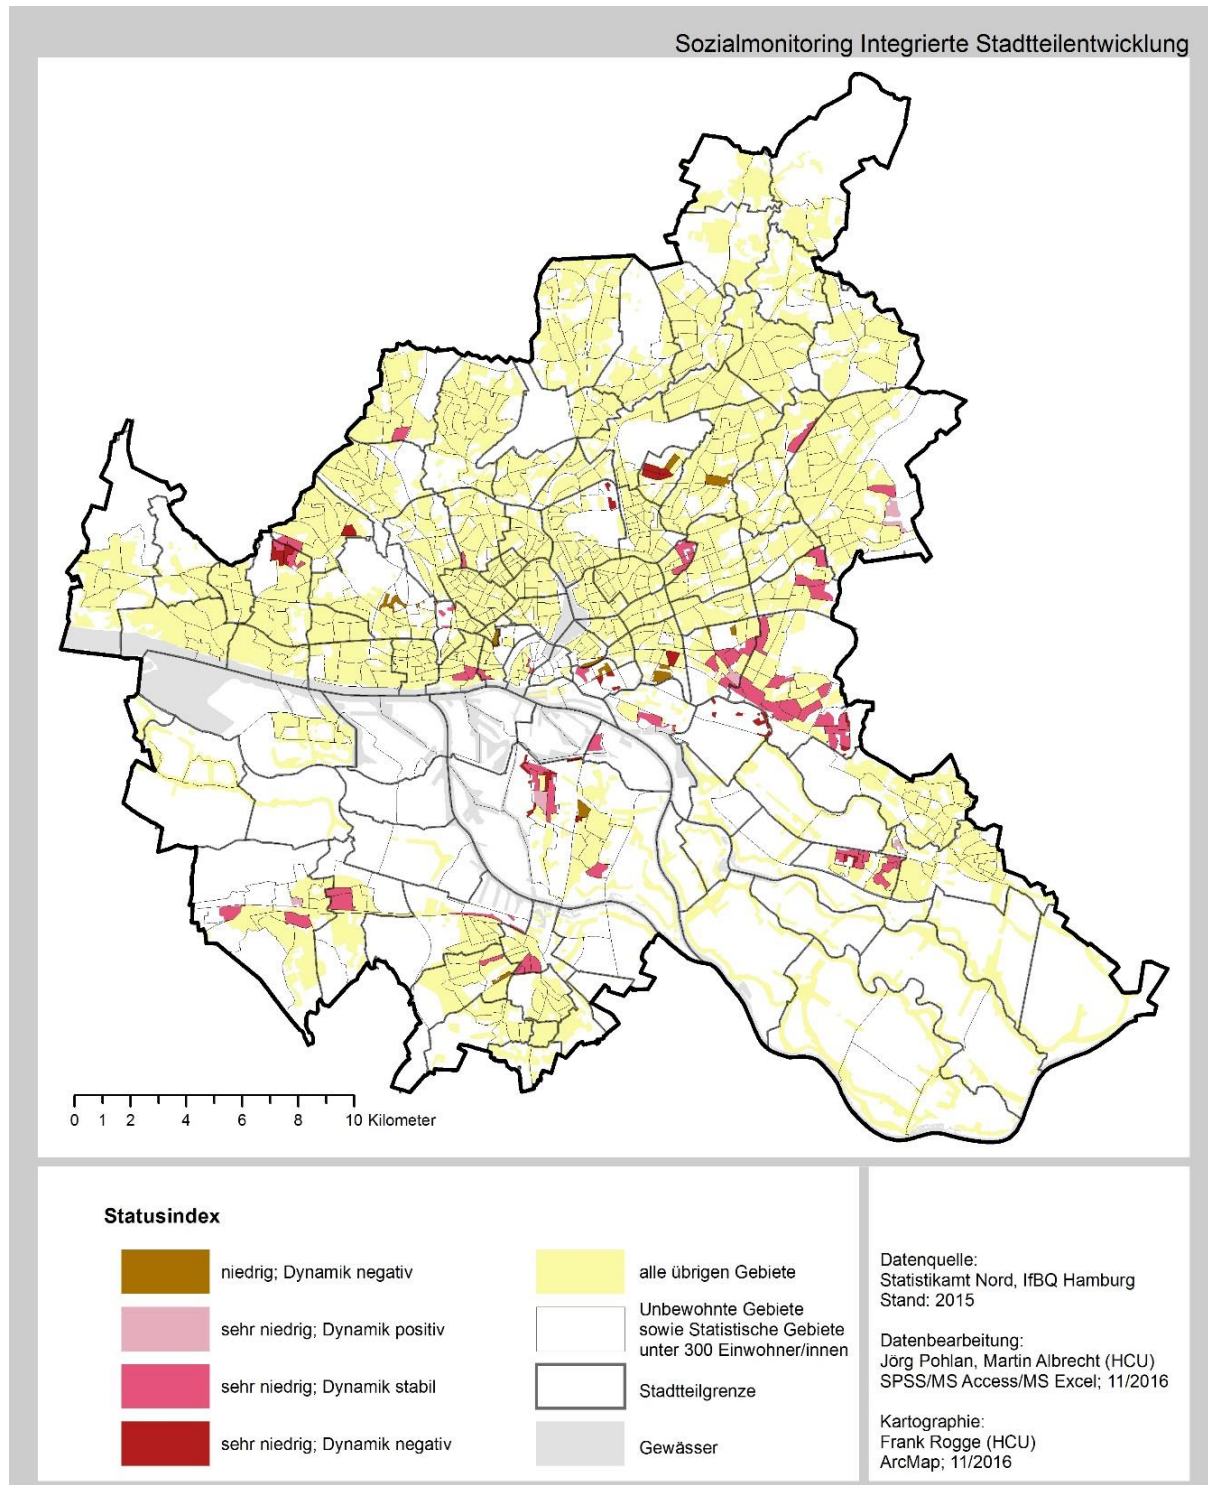 Sozialmonitoring Integrierte Stadtteilentwicklung
0 1 2 4 6 8 10 Kilometer
Statusindex
niedrig; Dynamik negativ
sehr niedrig; Dynamik positiv
sehr niedrig; Dynamik stabil
sehr niedrig; Dynamik negativ
alle übrigen Gebiete
Unbewohnte Gebiete
sowie Statistische Gebiete
unter 300 Einwohner/innen
Stadtteilgrenze
Gewässer
Datenquelle:
Statistikamt Nord, IfBQ Hamburg
Stand: 2015
Datenbearbeitung:
Jörg Pohlan, Martin Albrecht (HCU)
SPSS/MS Access/MS Excel; 11/2016
Kartographie:
Frank Rogge (HCU)
ArcMap; 11/2016